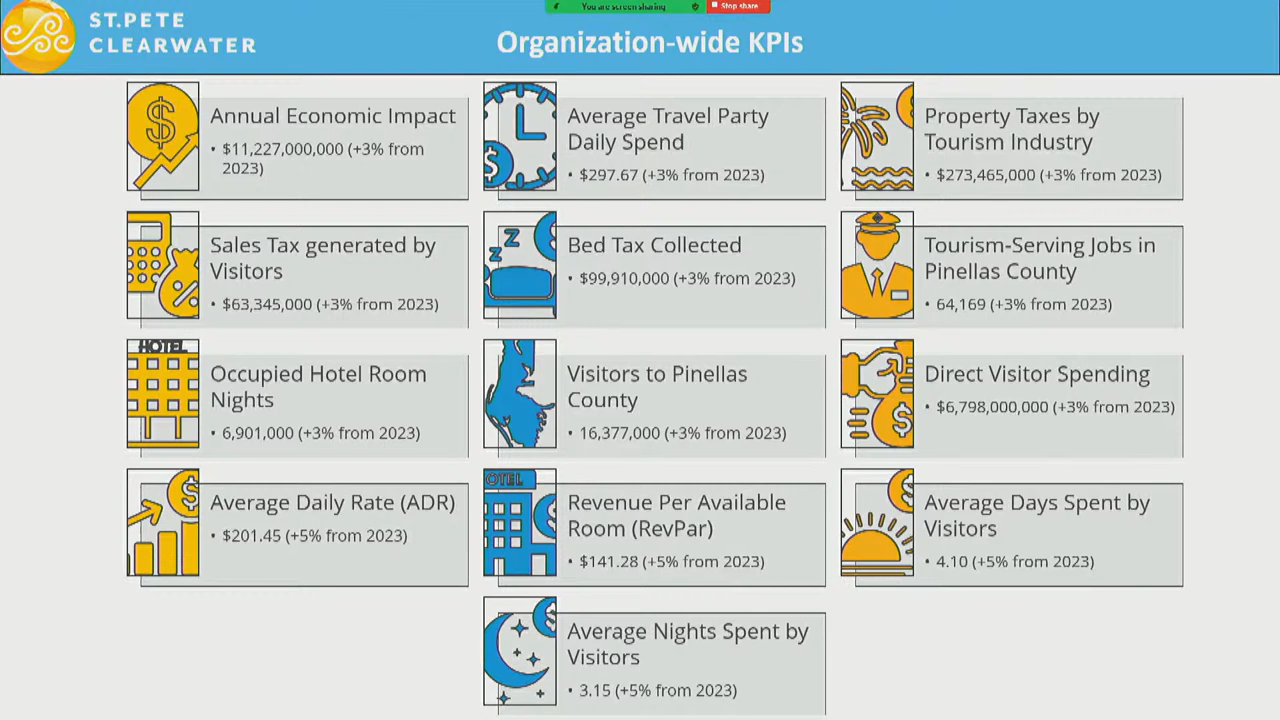 You are screen sharing
Stop share
ST.PETE
CLEARWATER
Organization-wide KPIs
Annual Economic Impact
• $11,227,000,000 (+3% from
2023)
Average Travel Party
Daily Spend
• $297.67 (+3% from 2023)
Property Taxes by
Tourism Industry
• $273,465,000 (+3% from 2023)
Sales Tax generated by
Visitors
• $63,345,000 (+3% from 2023)
Bed Tax Collected
• $99,910,000 (+3% from 2023)
Tourism-Serving Jobs in
Pinellas County
• 64,169 (+3% from 2023)
HOTEL
Occupied Hotel Room
Nights
• 6,901,000 (+3% from 2023)
Visitors to Pinellas
County
• 16,377,000 (+3% from 2023)
Direct Visitor Spending
• $6,798,000,000 (+3% from 2023)
Average Daily Rate (ADR)
• $201.45 (+5% from 2023)
OTEL
Revenue Per Available
Room (RevPar)
• $141.28 (+5% from 2023)
Average Days Spent by
Visitors
• 4.10 (+5% from 2023)
Average Nights Spent by
Visitors
• 3.15 (+5% from 2023)